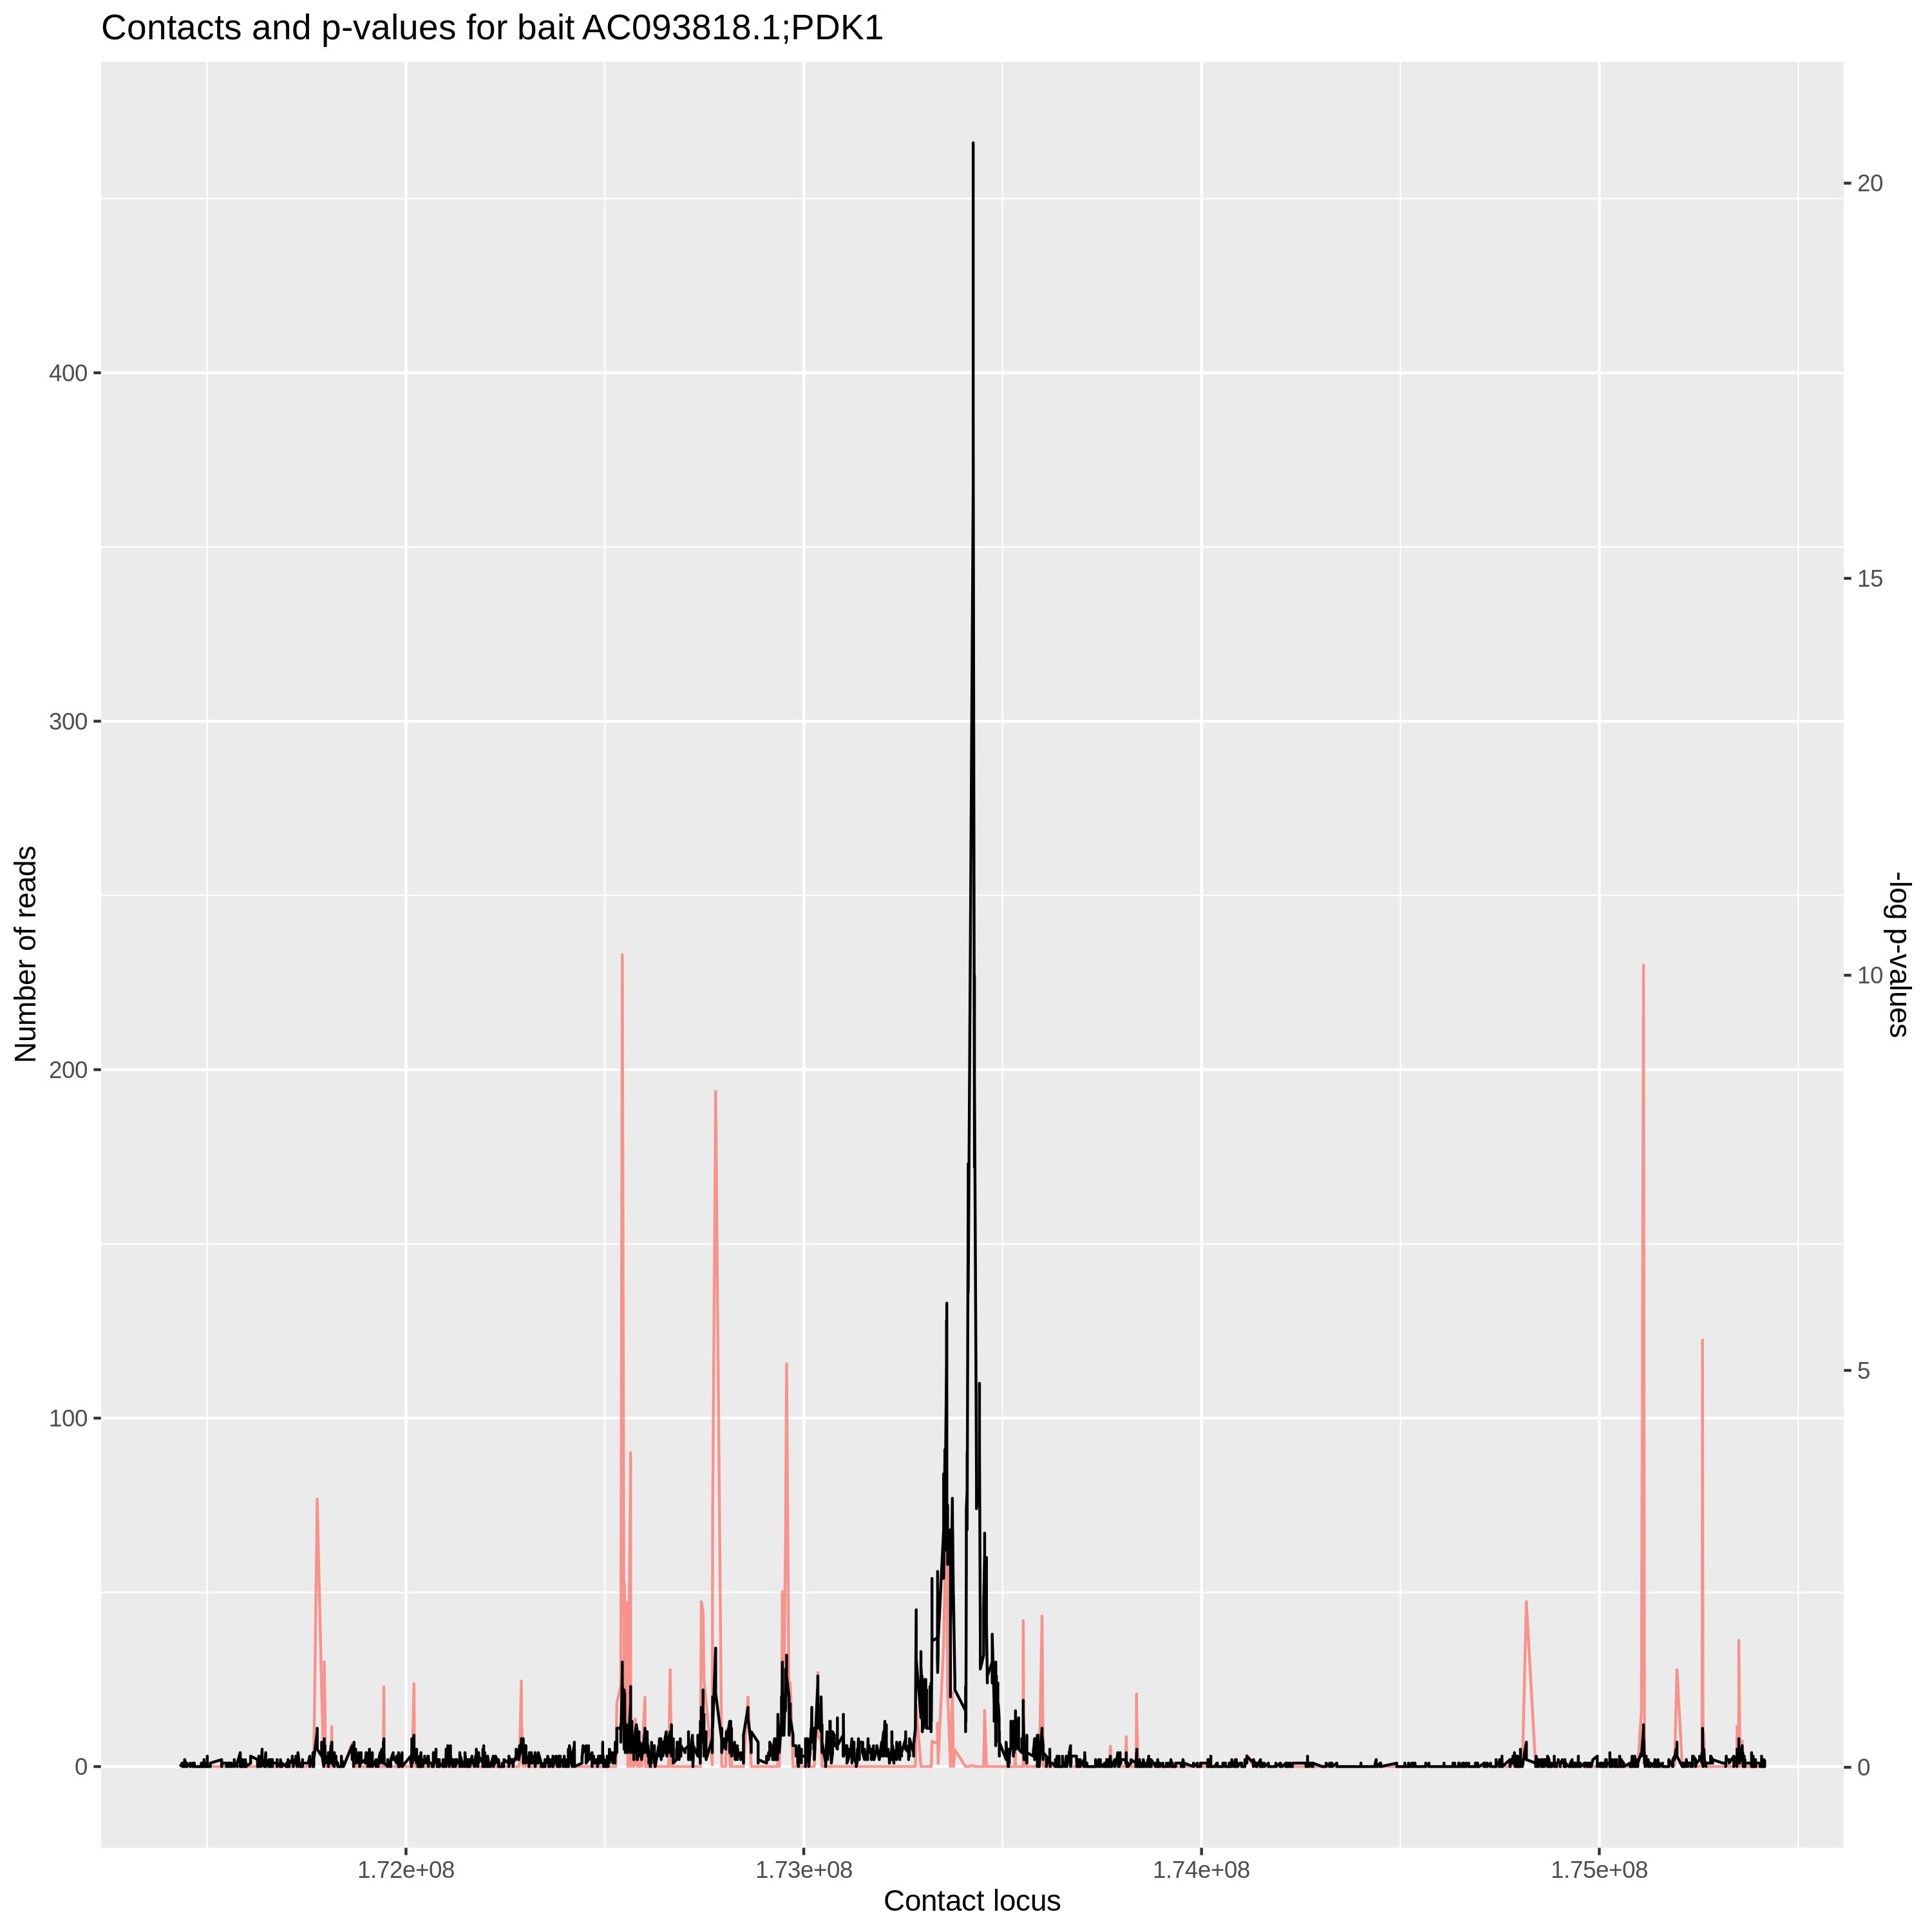 Contacts and p-values for bait AC093818.1;PDK1
Number of reads
400
300
200
100
0
20
15
10
5
0
-log p-values
1.72e+08
1.73e+08
1.74e+08
1.75e+08
Contact locus